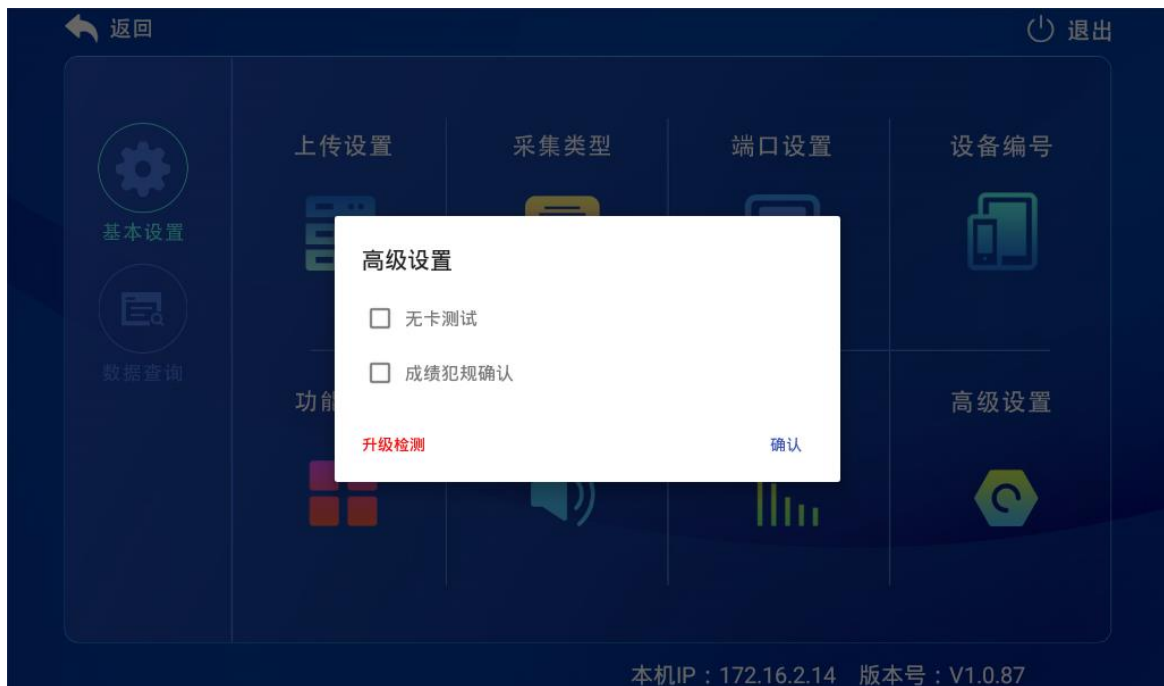 返回
退出
上传设置
采集类型
端口设置
设备编号
基本设置
高级设置
无卡测试
成绩犯规确认
数据查询
功能
高级设置
升级检测
确认
本机IP：172.16.2.14 版本号：V1.0.87